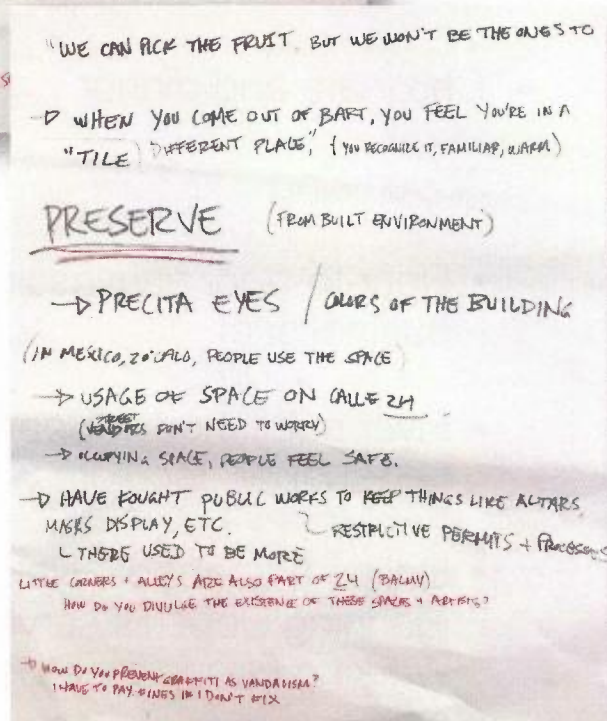 "WE CAN PICK THE FRUIT, BUT WE WON'T BE THE ONES TO
→ WHEN YOU COME OUT OF BART, YOU FEEL YOU'RE IN A
"TILE) DIFFERENT PLACE," (YOU RECOGNIZE IT, FAMILIAR, WARM)
PRESERVE (FROM BUILT ENVIRONMENT)
→ PRECITA EYES / COLORS OF THE BUILDING
(IN MEXICO, ZOCALO, PEOPLE USE THE SPACE)
→ USAGE OF SPACE ON CALLE 24
STREET
(VENDORS DON'T NEED TO WORRY)
→ OCCUPYING SPACE, PEOPLE FEEL SAFE.
→ HAVE FOUGHT PUBLIC WORKS TO KEEP THINGS LIKE ALTARS,
MASKS DISPLAY, ETC.
RESTRICTIVE PERMITS + PROCESSES
THERE USED TO BE MORE
LITTLE CORNERS + ALLEYS ARE ALSO PART OF 24 (BALMY)
HOW DO YOU DIVULGE THE EXISTENCE OF THESE SPACES + ARTISTS?
→ HOW DO YOU PREVENT GRAFFITI AS VANDALISM?
I HAVE TO PAY FINES IF I DON'T FIX